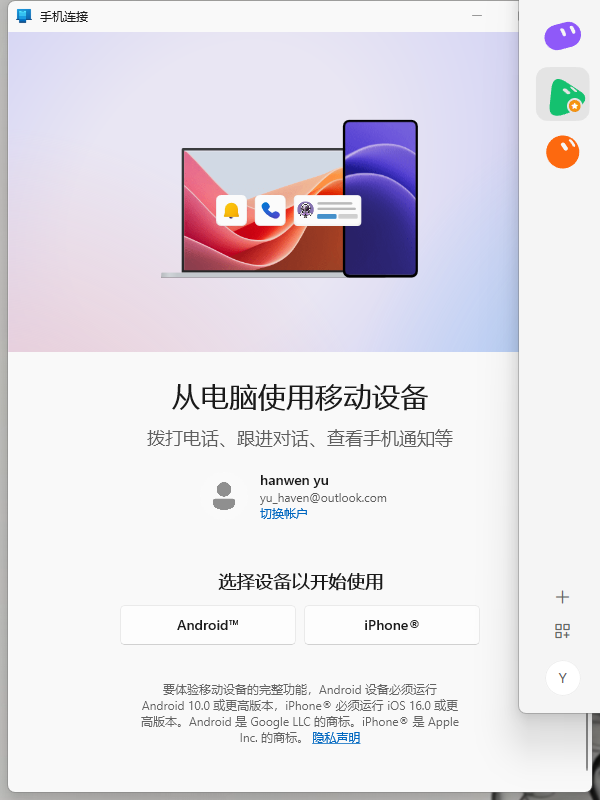 手机连接
从电脑使用移动设备
拨打电话、跟进对话、查看手机通知等
hanwen yu
yu_haven@outlook.com
切换帐户
选择设备以开始使用
Android™
iPhone®
要体验移动设备的完整功能，Android 设备必须运行
Android 10.0 或更高版本，iPhone® 必须运行 iOS 16.0 或更
高版本。Android 是 Google LLC 的商标。iPhone® 是 Apple
Inc. 的商标。 隐私声明
Y